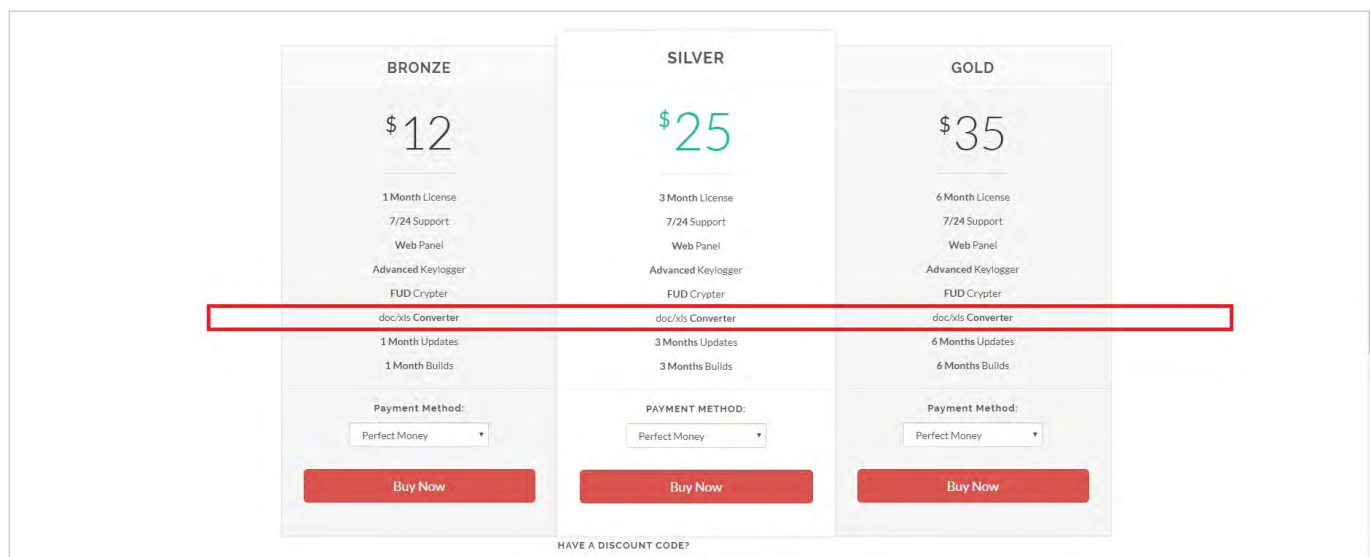 BRONZE
$12
1 Month License
7/24 Support
Web Panel
Advanced Keylogger
FUD Crypter
doc/xls Converter
1 Month Updates
1 Month Builds
Payment Method:
Perfect Money
Buy Now
SILVER
$25
3 Month License
7/24 Support
Web Panel
Advanced Keylogger
FUD Crypter
doc/xls Converter
3 Months Updates
3 Months Builds
PAYMENT METHOD:
Perfect Money
Buy Now
GOLD
$35
6 Month License
7/24 Support
Web Panel
Advanced Keylogger
FUD Crypter
doc/xls Converter
6 Months Updates
6 Months Builds
Payment Method:
Perfect Money
Buy Now
HAVE A DISCOUNT CODE?